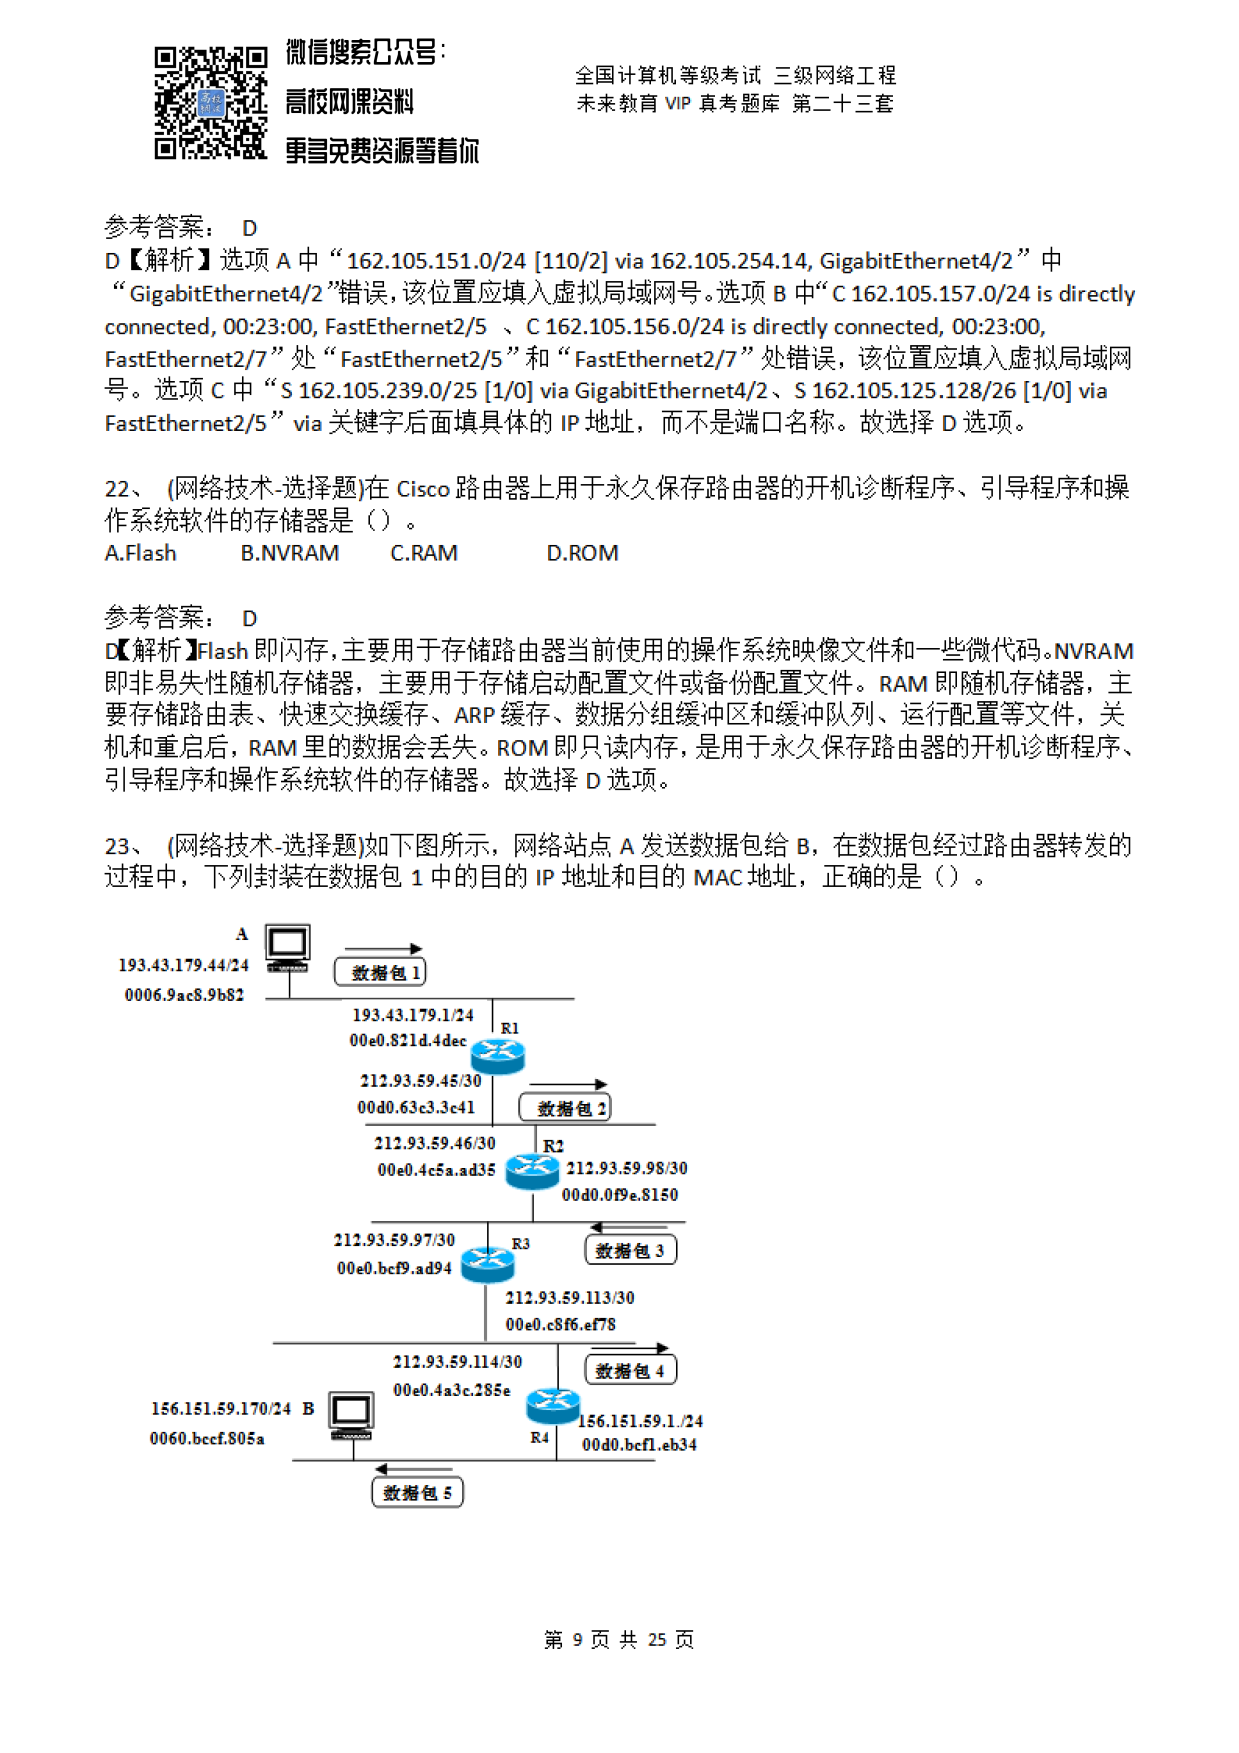 微信搜索公众号：
高校网课资料
更多免费资源等着你
全国计算机等级考试 三级网络工程
未来教育 VIP 真考题库 第二十三套
参考答案： D
D【解析】选项 A 中“162.105.151.0/24 [110/2] via 162.105.254.14, GigabitEthernet4/2”中
“GigabitEthernet4/2”错误，该位置应填入虚拟局域网号。选项 B 中“C 162.105.157.0/24 is directly
connected, 00:23:00, FastEthernet2/5 、C 162.105.156.0/24 is directly connected, 00:23:00,
FastEthernet2/7”处“FastEthernet2/5”和“FastEthernet2/7”处错误，该位置应填入虚拟局域网
号。选项 C 中“S 162.105.239.0/25 [1/0] via GigabitEthernet4/2、S 162.105.125.128/26 [1/0] via
FastEthernet2/5”via 关键字后面填具体的 IP 地址，而不是端口名称。故选择 D 选项。
22、 (网络技术-选择题)在 Cisco 路由器上用于永久保存路由器的开机诊断程序、引导程序和操
作系统软件的存储器是（）。
A.Flash B.NVRAM C.RAM D.ROM
参考答案： D
D【解析】Flash 即闪存，主要用于存储路由器当前使用的操作系统映像文件和一些微代码。NVRAM
即非易失性随机存储器，主要用于存储启动配置文件或备份配置文件。RAM 即随机存储器，主
要存储路由表、快速交换缓存、ARP 缓存、数据分组缓冲区和缓冲队列、运行配置等文件，关
机和重启后，RAM 里的数据会丢失。ROM 即只读内存，是用于永久保存路由器的开机诊断程序、
引导程序和操作系统软件的存储器。故选择 D 选项。
23、 (网络技术-选择题)如下图所示，网络站点 A 发送数据包给 B，在数据包经过路由器转发的
过程中，下列封装在数据包 1 中的目的 IP 地址和目的 MAC 地址，正确的是（）。
A
193.43.179.44/24
数据包 1
0006.9ac8.9b82
193.43.179.1/24
R1
00e0.821d.4dec
212.93.59.45/30
00d0.63c3.3c41
数据包 2
212.93.59.46/30
R2
00e0.4c5a.ad35
212.93.59.98/30
00d0.0f9e.8150
212.93.59.97/30
R3
数据包 3
00e0.bcf9.ad94
212.93.59.113/30
00e0.c8f6.ef78
212.93.59.114/30
数据包 4
00e0.4a3c.285e
156.151.59.170/24 B
156.151.59.1./24
0060.bccf.805a
R4
00d0.bcf1.eb34
数据包 5
第 9 页 共 25 页